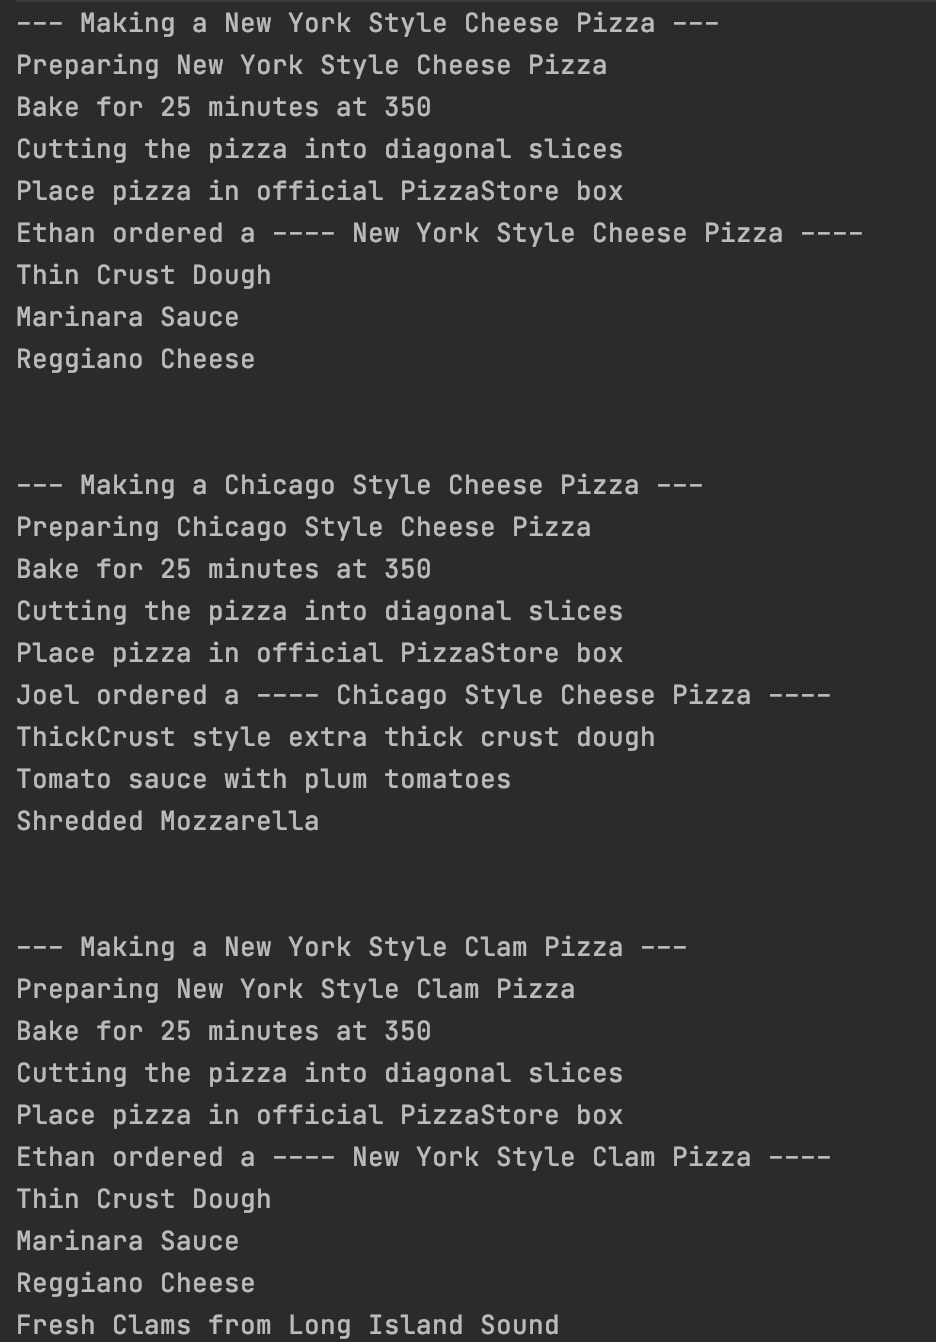 --- Making a New York Style Cheese Pizza ---
Preparing New York Style Cheese Pizza
Bake for 25 minutes at 350
Cutting the pizza into diagonal slices
Place pizza in official PizzaStore box
Ethan ordered a ---- New York Style Cheese Pizza ----
Thin Crust Dough
Marinara Sauce
Reggiano Cheese
--- Making a Chicago Style Cheese Pizza ---
Preparing Chicago Style Cheese Pizza
Bake for 25 minutes at 350
Cutting the pizza into diagonal slices
Place pizza in official PizzaStore box
Joel ordered a ---- Chicago Style Cheese Pizza ----
ThickCrust style extra thick crust dough
Tomato sauce with plum tomatoes
Shredded Mozzarella
--- Making a New York Style Clam Pizza ---
Preparing New York Style Clam Pizza
Bake for 25 minutes at 350
Cutting the pizza into diagonal slices
Place pizza in official PizzaStore box
Ethan ordered a ---- New York Style Clam Pizza ----
Thin Crust Dough
Marinara Sauce
Reggiano Cheese
Fresh Clams from Long Island Sound